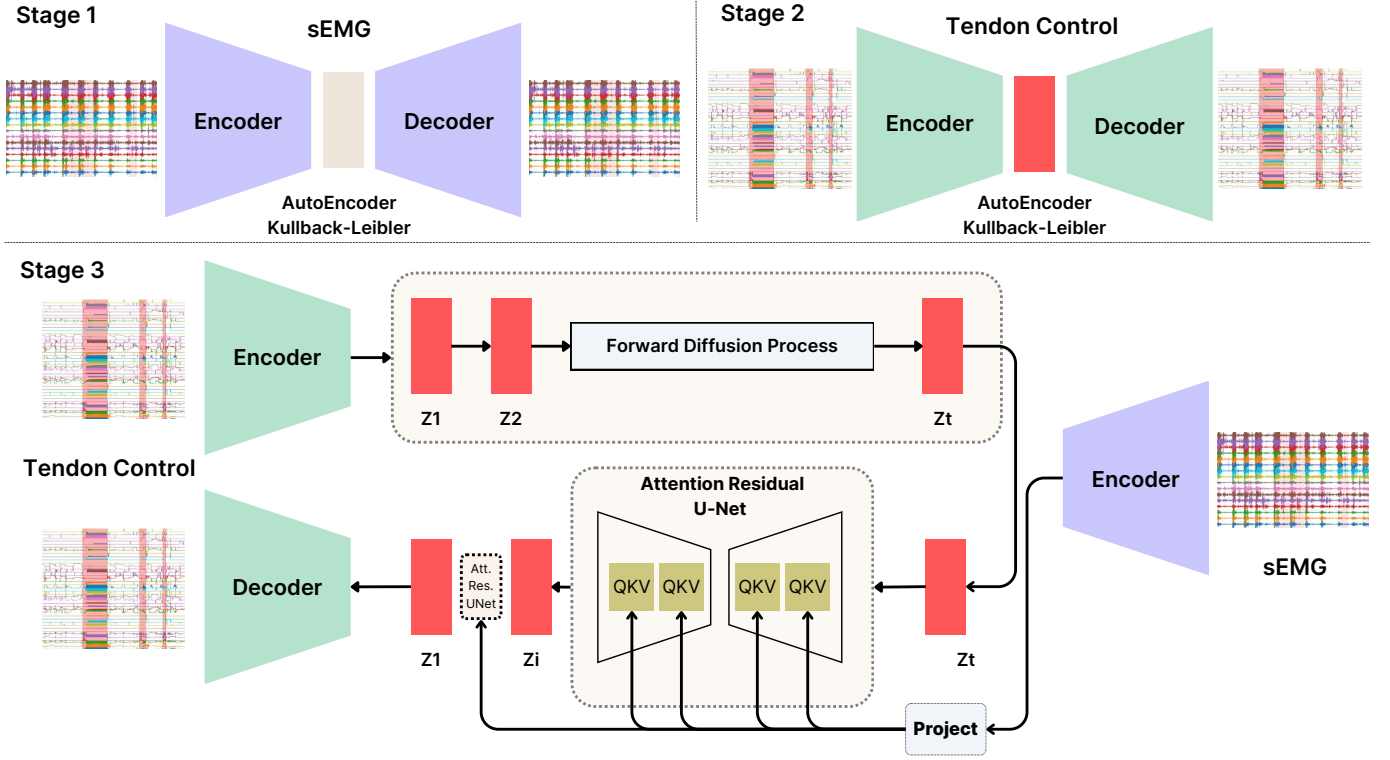 Stage 1
sEMG
Encoder
Decoder
AutoEncoder
Kullback-Leibler
Stage 2
Tendon Control
Encoder
Decoder
AutoEncoder
Kullback-Leibler
Stage 3
Encoder
Z1
Z2
Forward Diffusion Process
Zt
Encoder
sEMG
Tendon Control
Decoder
Z1
Att.
Res.
UNet
Zi
Attention Residual
U-Net
QKV
QKV
QKV
QKV
Zt
Project